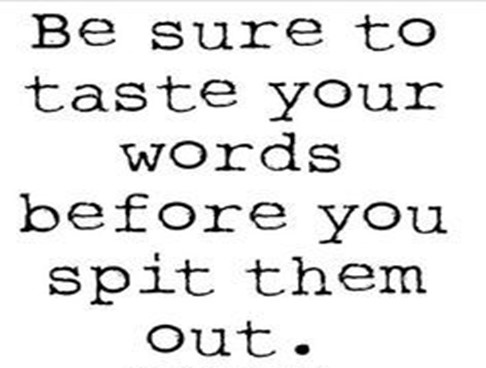 Be sure to
taste your
words
before you
spit them
out.